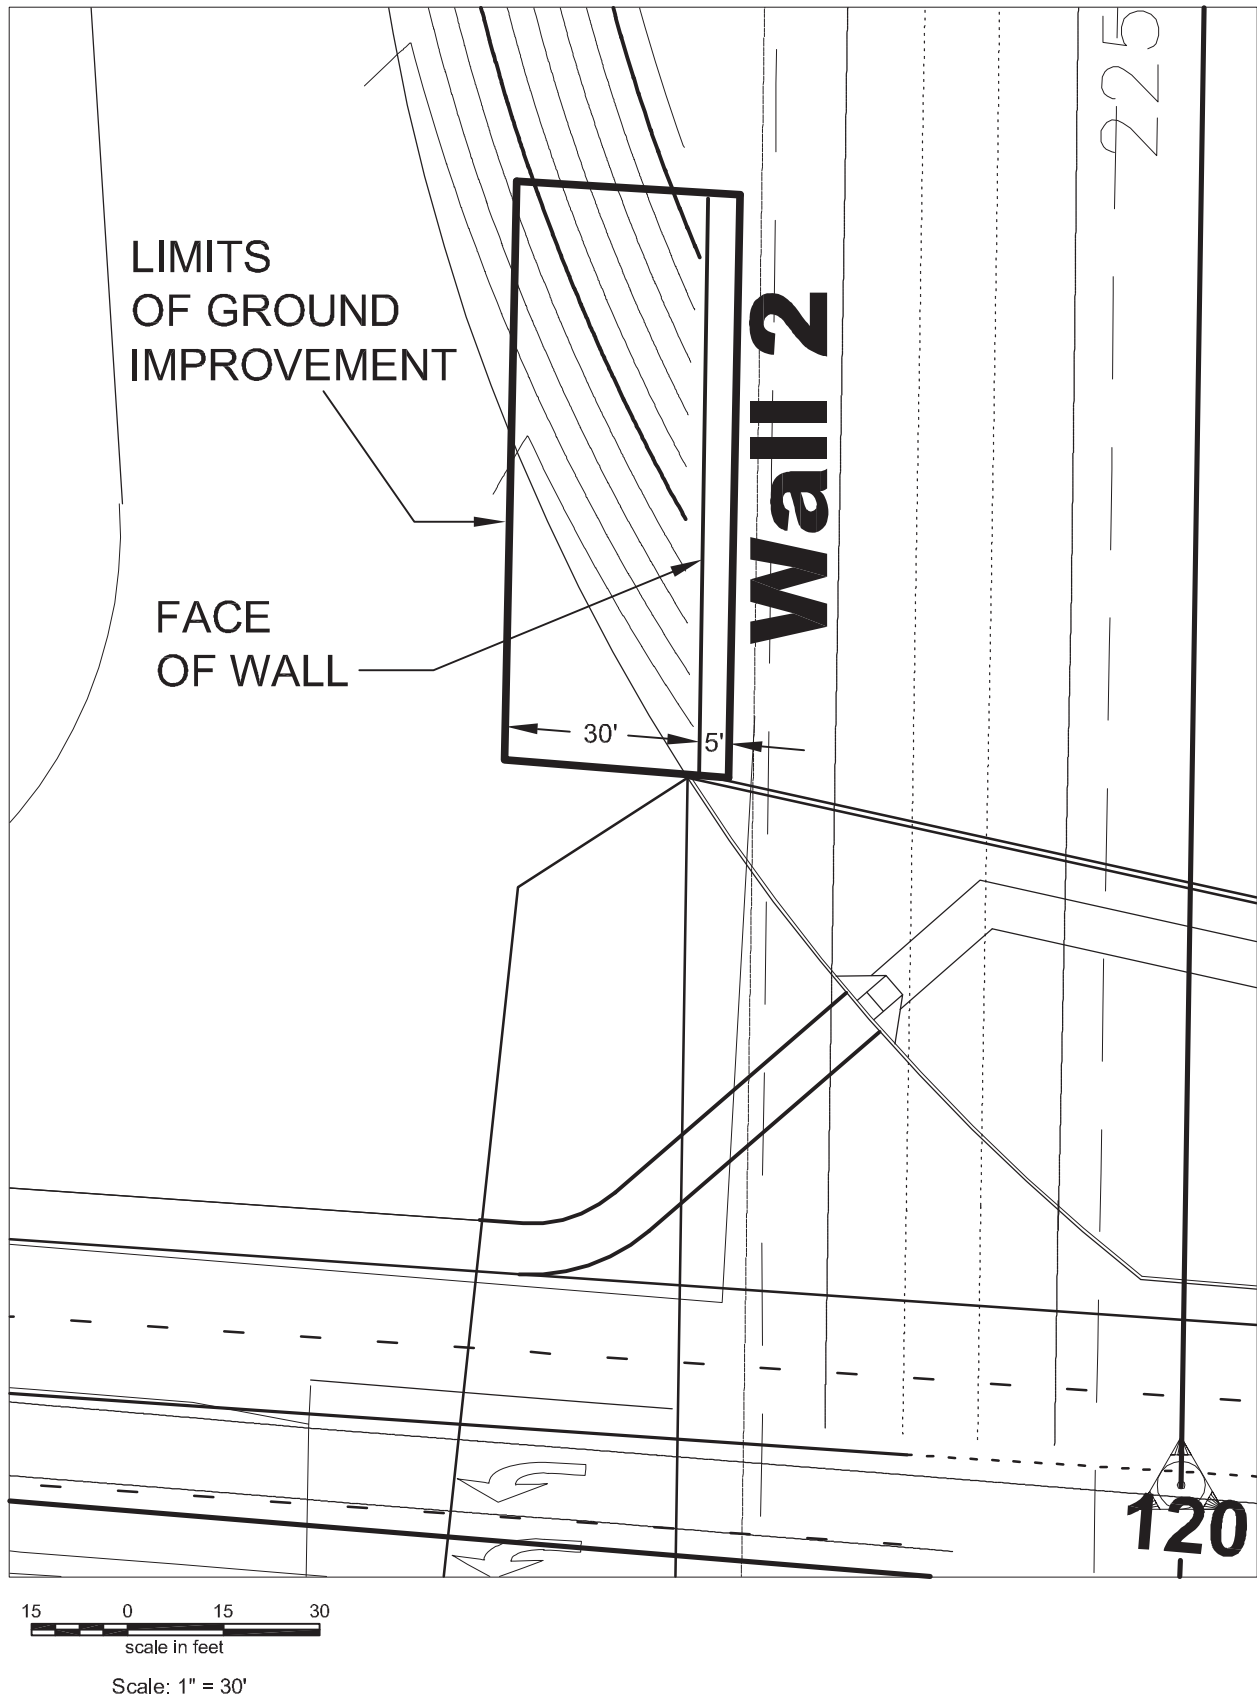 225
LIMITS
OF GROUND
IMPROVEMENT
Wall 2
FACE
OF WALL
30'
5'
120
15 0 15 30
scale in feet
Scale: 1" = 30'